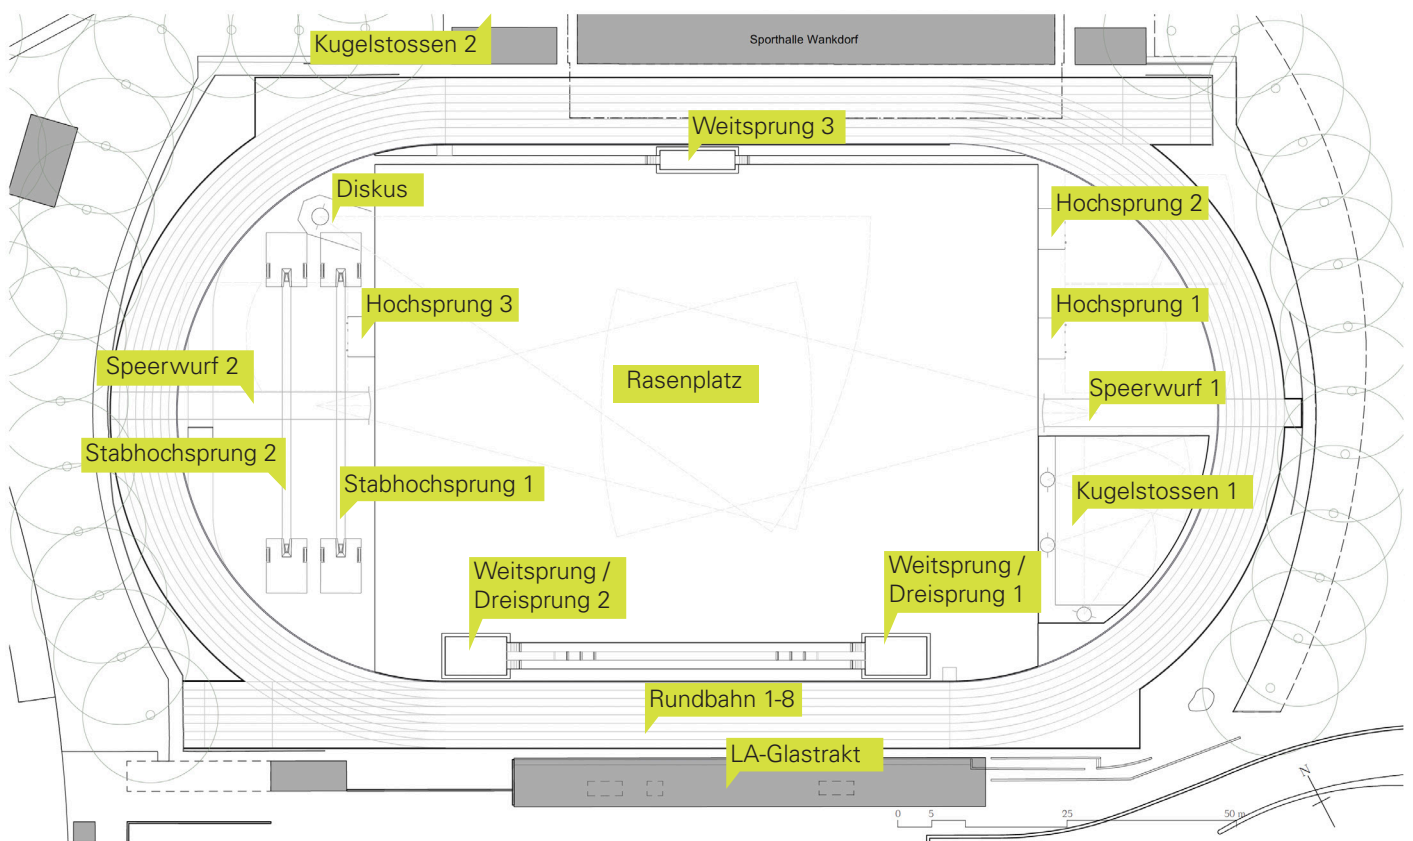 Kugelstossen 2
Sporthalle Wankdorf
Weitsprung 3
Diskus
Hochsprung 2
Hochsprung 3
Hochsprung 1
Speerwurf 2
Rasenplatz
Speerwurf 1
Stabhochsprung 2
Stabhochsprung 1
Kugelstossen 1
Weitsprung /
Dreisprung 2
Weitsprung /
Dreisprung 1
Rundbahn 1-8
LA-Glastrakt
N
0 5 25 50 m